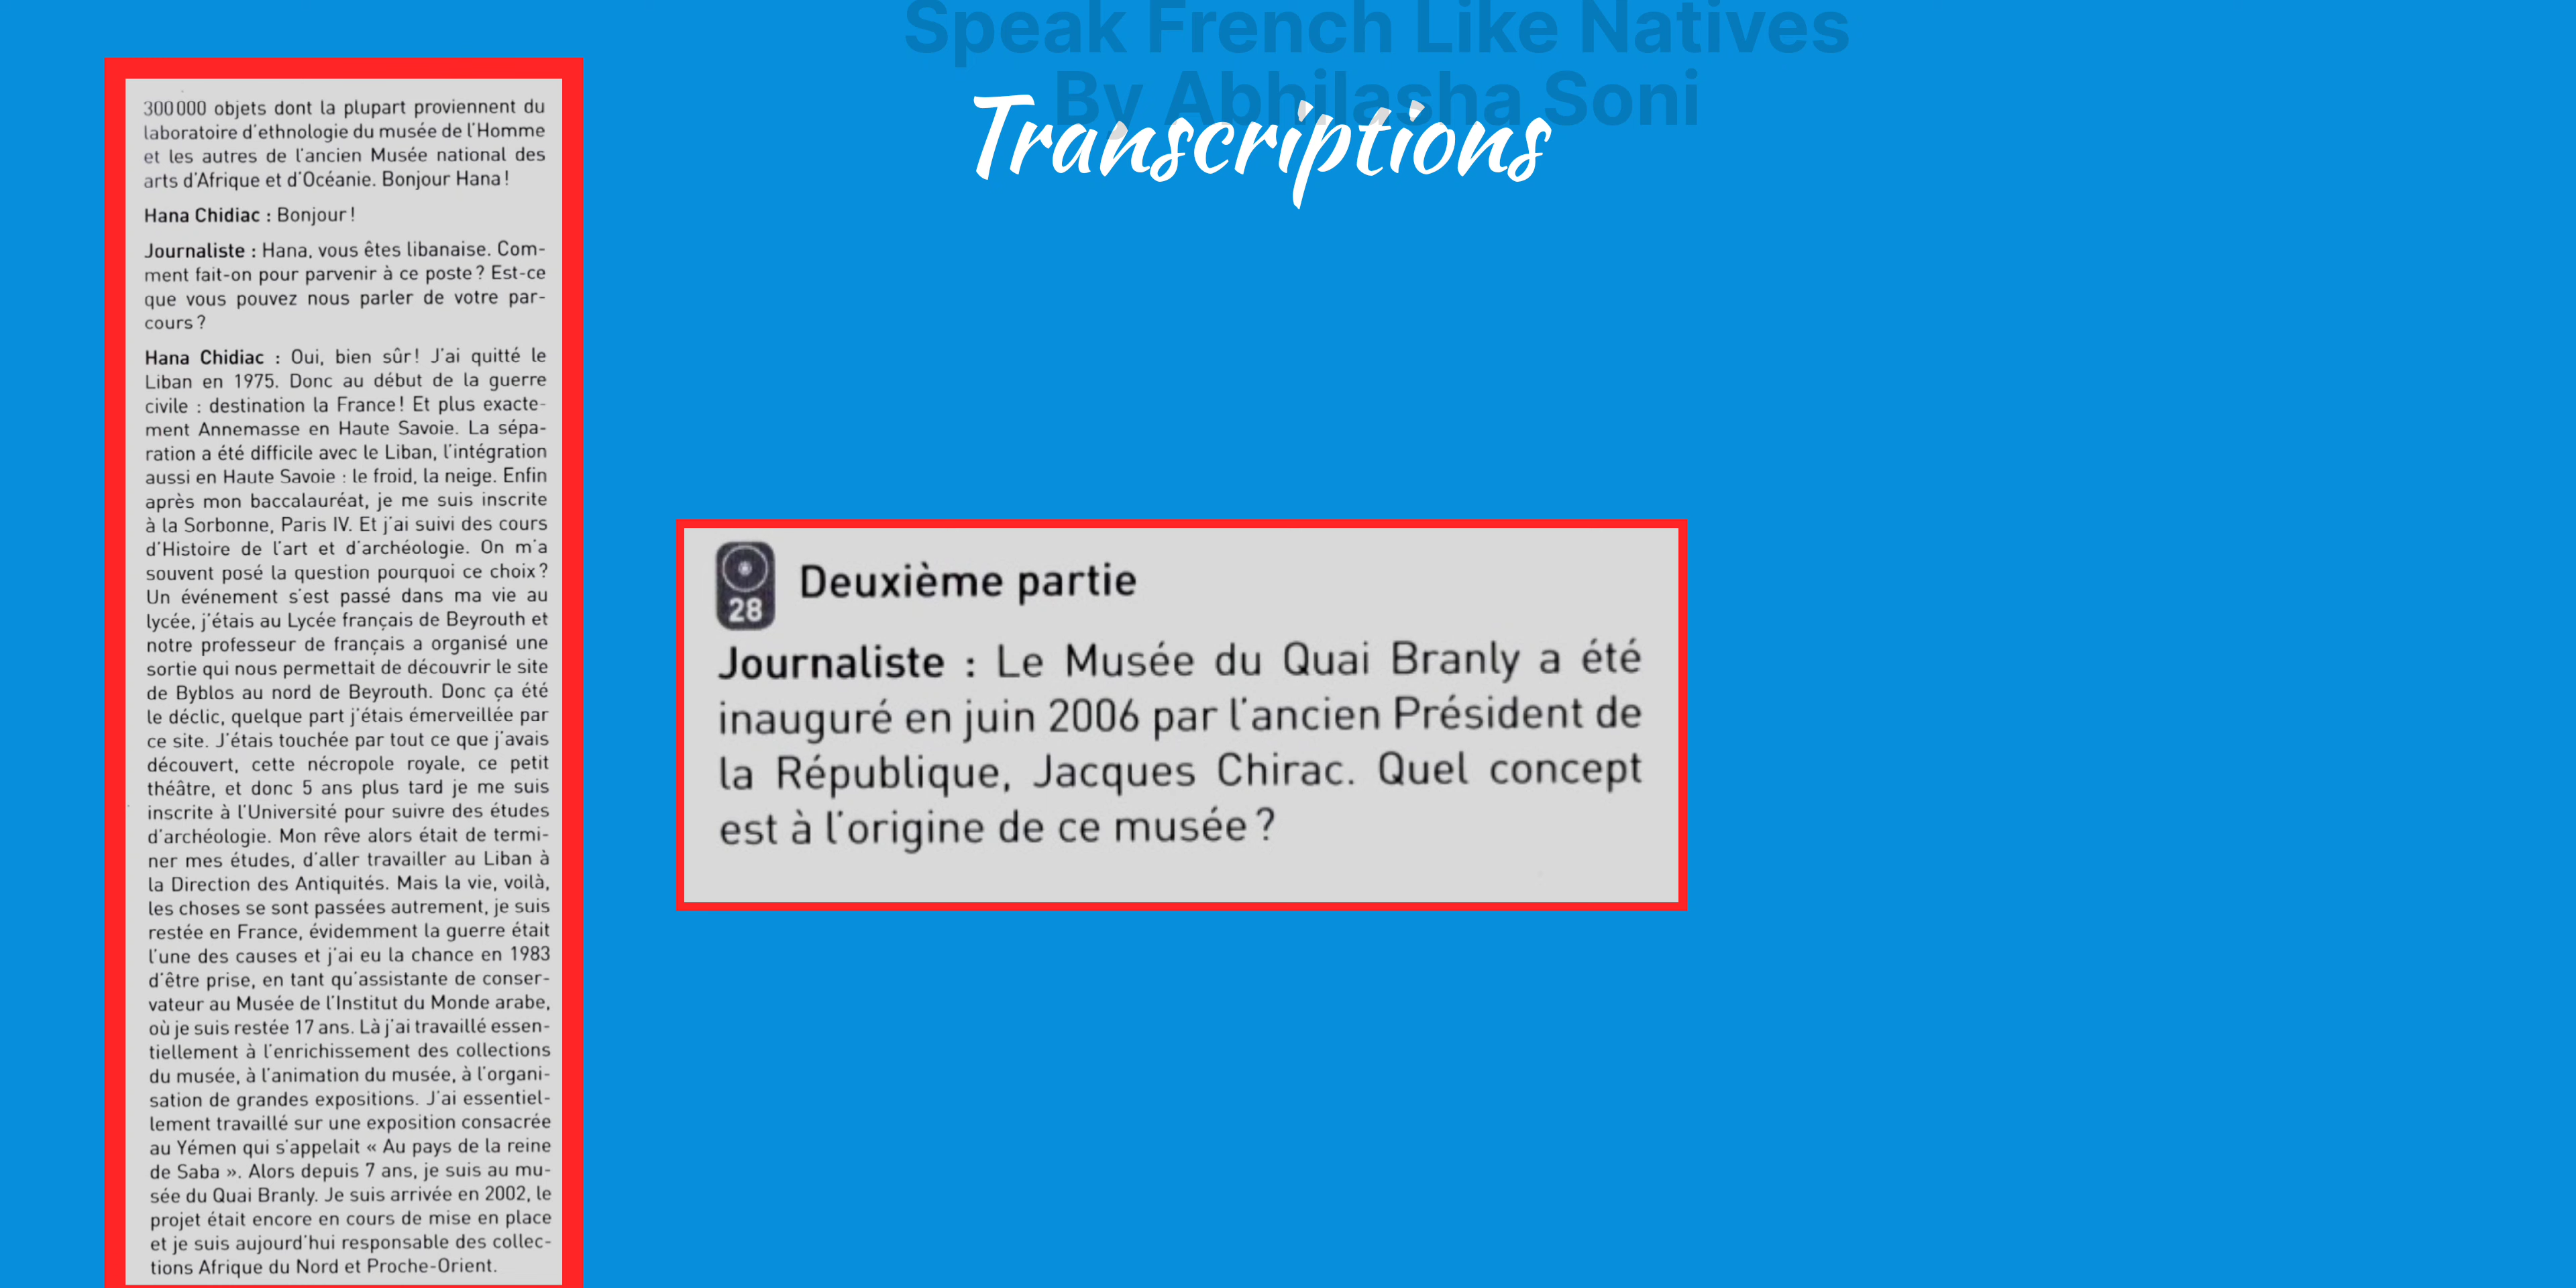 Speak French Like Natives
By Abhilasha Soni
Transcriptions
300 000 objets dont la plupart proviennent du
laboratoire d'ethnologie du musée de l'Homme
et les autres de l'ancien Musée national des
arts d'Afrique et d'Océanie. Bonjour Hana !
Hana Chidiac : Bonjour !
Journaliste : Hana, vous êtes libanaise. Com-
ment fait-on pour parvenir à ce poste ? Est-ce
que vous pouvez nous parler de votre par-
cours ?
Hana Chidiac : Oui, bien sûr ! J'ai quitté le
Liban en 1975. Donc au début de la guerre
civile : destination la France ! Et plus exacte-
ment Annemasse en Haute Savoie. La sépa-
ration a été difficile avec le Liban, l'intégration
aussi en Haute Savoie : le froid, la neige. Enfin
après mon baccalauréat, je me suis inscrite
à la Sorbonne, Paris IV. Et j'ai suivi des cours
d'Histoire de l'art et d'archéologie. On m'a
souvent posé la question pourquoi ce choix ?
Un événement s'est passé dans ma vie au
lycée, j'étais au Lycée français de Beyrouth et
notre professeur de français a organisé une
sortie qui nous permettait de découvrir le site
de Byblos au nord de Beyrouth. Donc ça été
le déclic, quelque part j'étais émerveillée par
ce site. J'étais touchée par tout ce que j'avais
découvert, cette nécropole royale, ce petit
théâtre, et donc 5 ans plus tard je me suis
inscrite à l'Université pour suivre des études
d'archéologie. Mon rêve alors était de termi-
ner mes études, d'aller travailler au Liban à
la Direction des Antiquités. Mais la vie, voilà,
les choses se sont passées autrement, je suis
restée en France, évidemment la guerre était
l'une des causes et j'ai eu la chance en 1983
d'être prise, en tant qu'assistante de conser-
vateur au Musée de l'Institut du Monde arabe,
où je suis restée 17 ans. Là j'ai travaillé essen-
tiellement à l'enrichissement des collections
du musée, à l'animation du musée, à l'organi-
sation de grandes expositions. J'ai essentiel-
lement travaillé sur une exposition consacrée
au Yémen qui s'appelait « Au pays de la reine
de Saba ». Alors depuis 7 ans, je suis au mu-
sée du Quai Branly. Je suis arrivée en 2002, le
projet était encore en cours de mise en place
et je suis aujourd'hui responsable des collec-
tions Afrique du Nord et Proche-Orient.
28
Deuxième partie
Journaliste : Le Musée du Quai Branly a été
inauguré en juin 2006 par l'ancien Président de
la République, Jacques Chirac. Quel concept
est à l'origine de ce musée ?